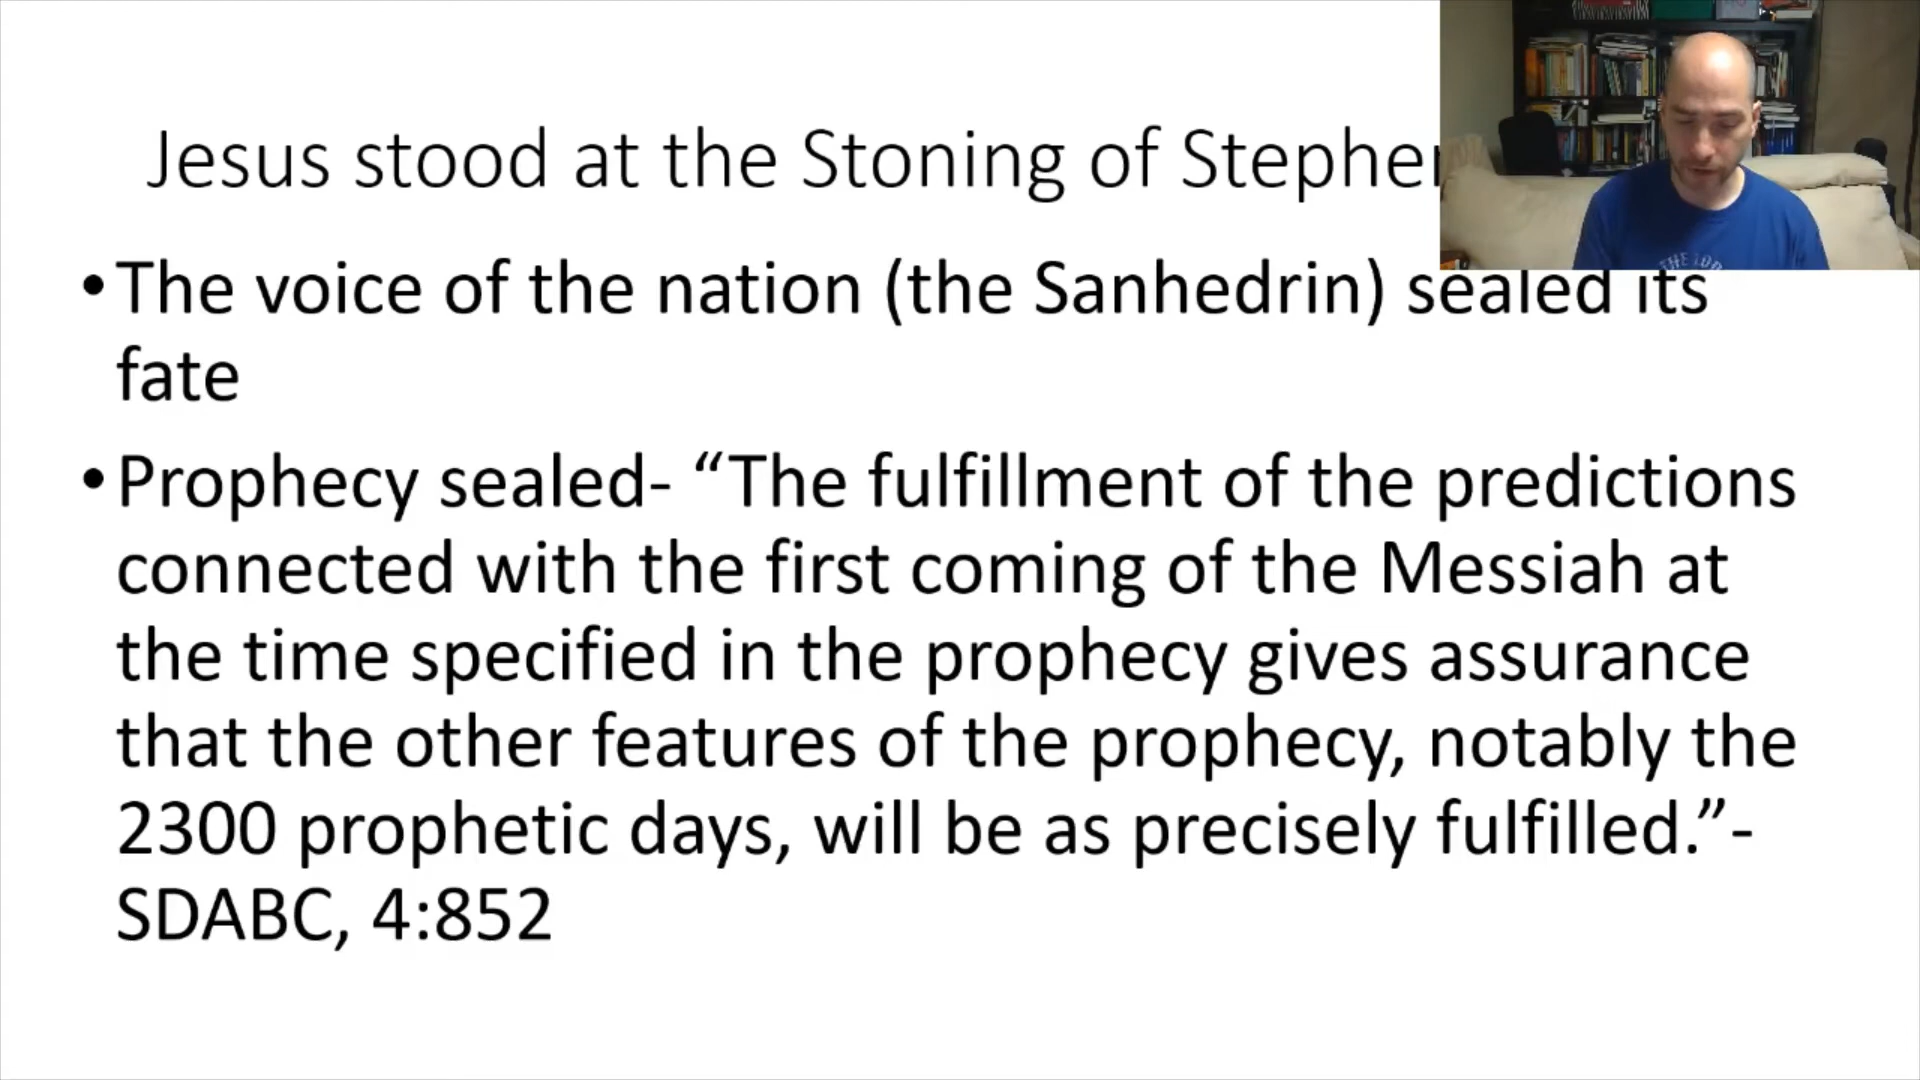 Jesus stood at the Stoning of Stephen
• The voice of the nation (the Sanhedrin) sealed its
fate
• Prophecy sealed- “The fulfillment of the predictions
connected with the first coming of the Messiah at
the time specified in the prophecy gives assurance
that the other features of the prophecy, notably the
2300 prophetic days, will be as precisely fulfilled.”-
SDABC, 4:852
THE